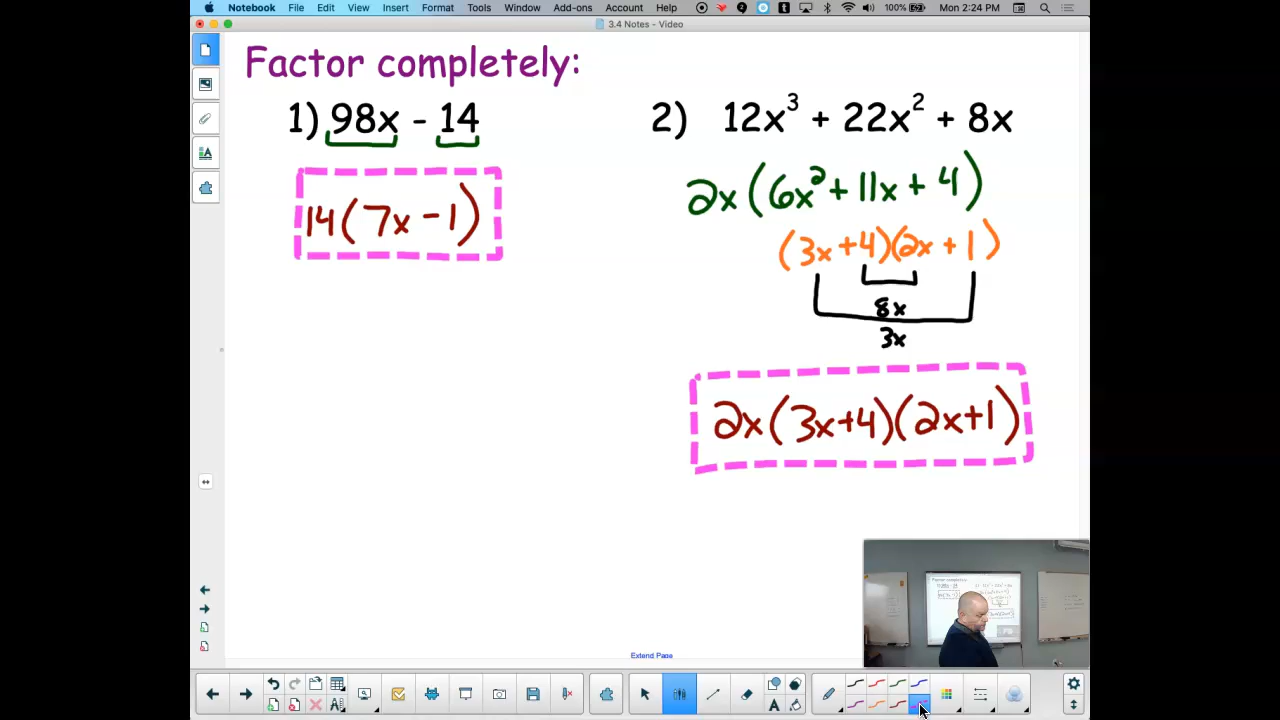 Notebook File Edit View Insert Format Tools Window Add-ons Account Help 100% Mon 2:24 PM
3.4 Notes - Video
Factor completely:
1) 98x - 14
14(7x - 1)
2) 12x³ + 22x² + 8x
2x(6x² + 11x + 4)
(3x + 4)(2x + 1)
8x
3x
2x(3x+4)(2x+1)
Extend Page